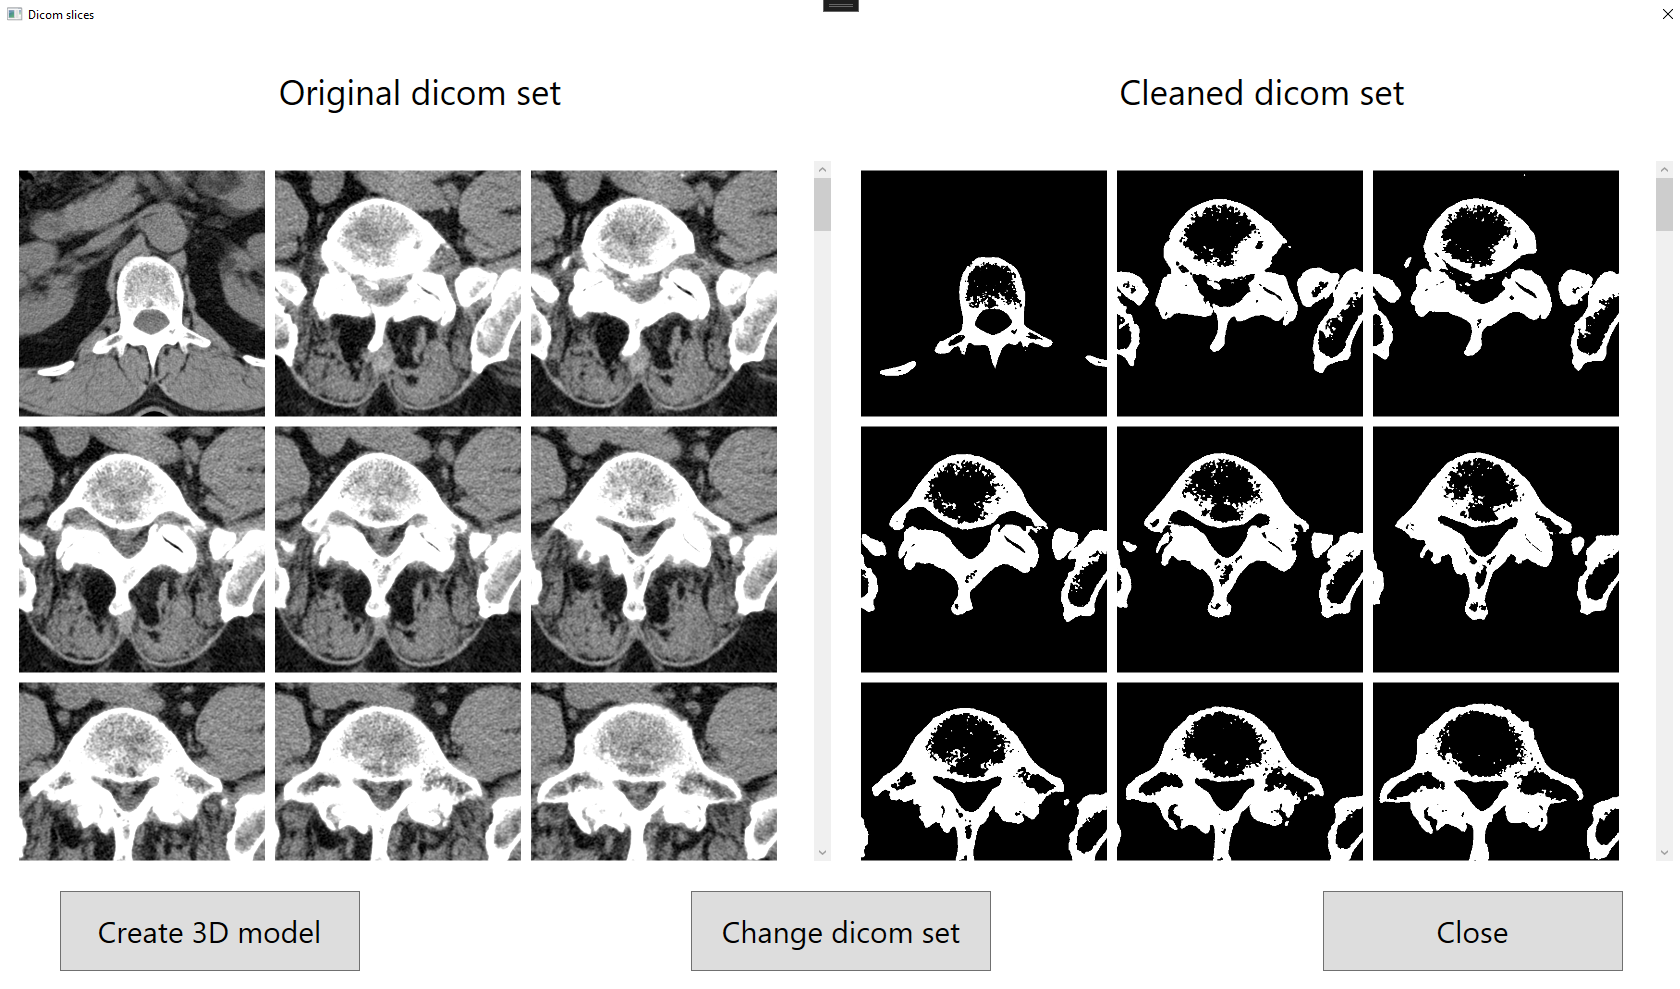 Dicom slices
Original dicom set
Cleaned dicom set
Create 3D model
Change dicom set
Close